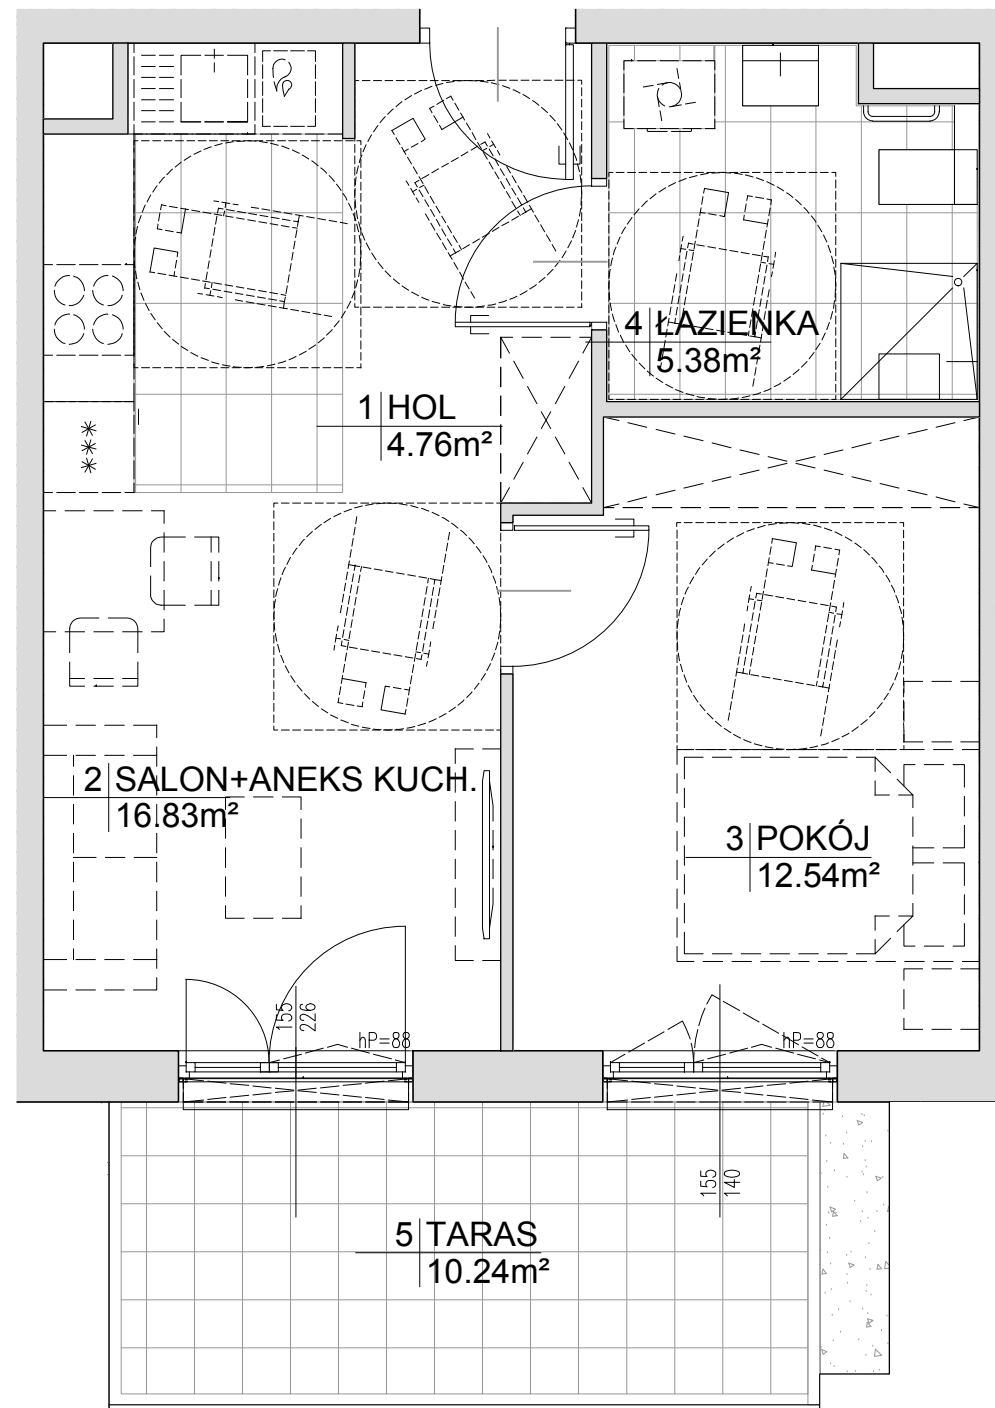 4 ŁAZIENKA
5.38m²
1 HOL
4.76m²
***
2 SALON+ANEKS KUCH.
16.83m²
3 POKÓJ
12.54m²
155
226
hP=88
hP=88
155
140
5 TARAS
10.24m²